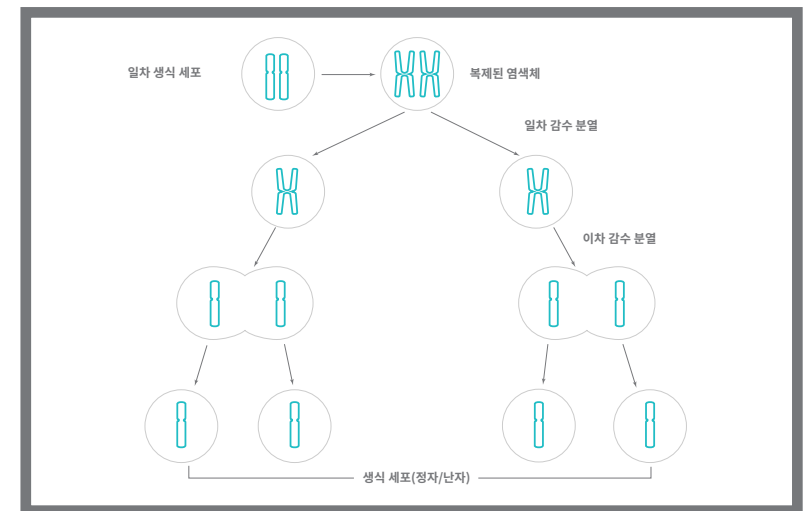 일차 생식 세포
복제된 염색체
일차 감수 분열
이차 감수 분열
생식 세포(정자/난자)